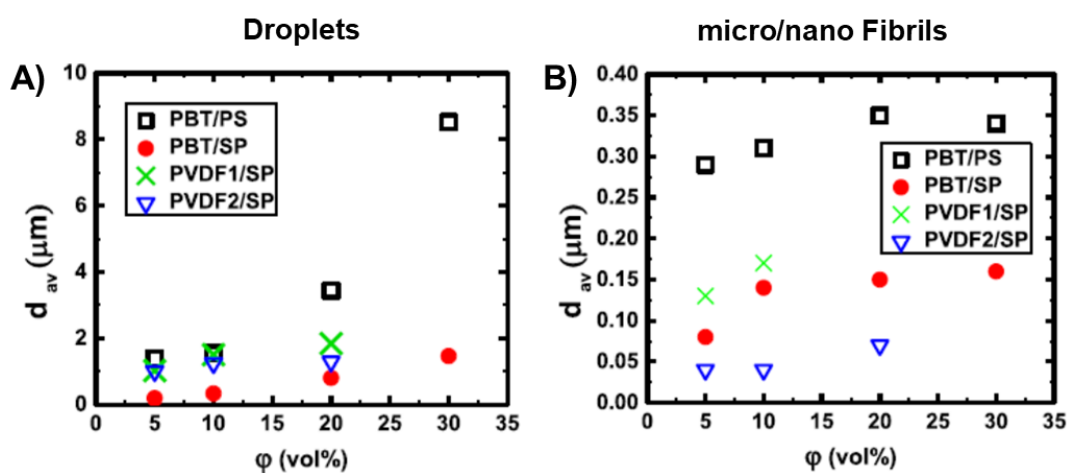 Droplets
micro/nano Fibrils
A)
10
8
6
4
2
0
d av (μm)
PBT/PS
PBT/SP
PVDF1/SP
PVDF2/SP
0 5 10 15 20 25 30 35
φ (vol%)
B)
0.40
0.35
0.30
0.25
0.20
0.15
0.10
0.05
0.00
d av (μm)
PBT/PS
PBT/SP
PVDF1/SP
PVDF2/SP
0 5 10 15 20 25 30 35
φ (vol%)